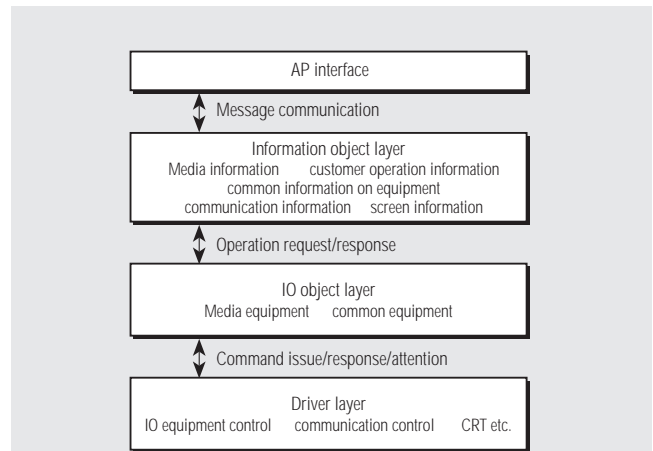 AP interface
Message communication
Information object layer
Media information customer operation information
common information on equipment
communication information screen information
Operation request/response
IO object layer
Media equipment common equipment
Command issue/response/attention
Driver layer
IO equipment control communication control CRT etc.